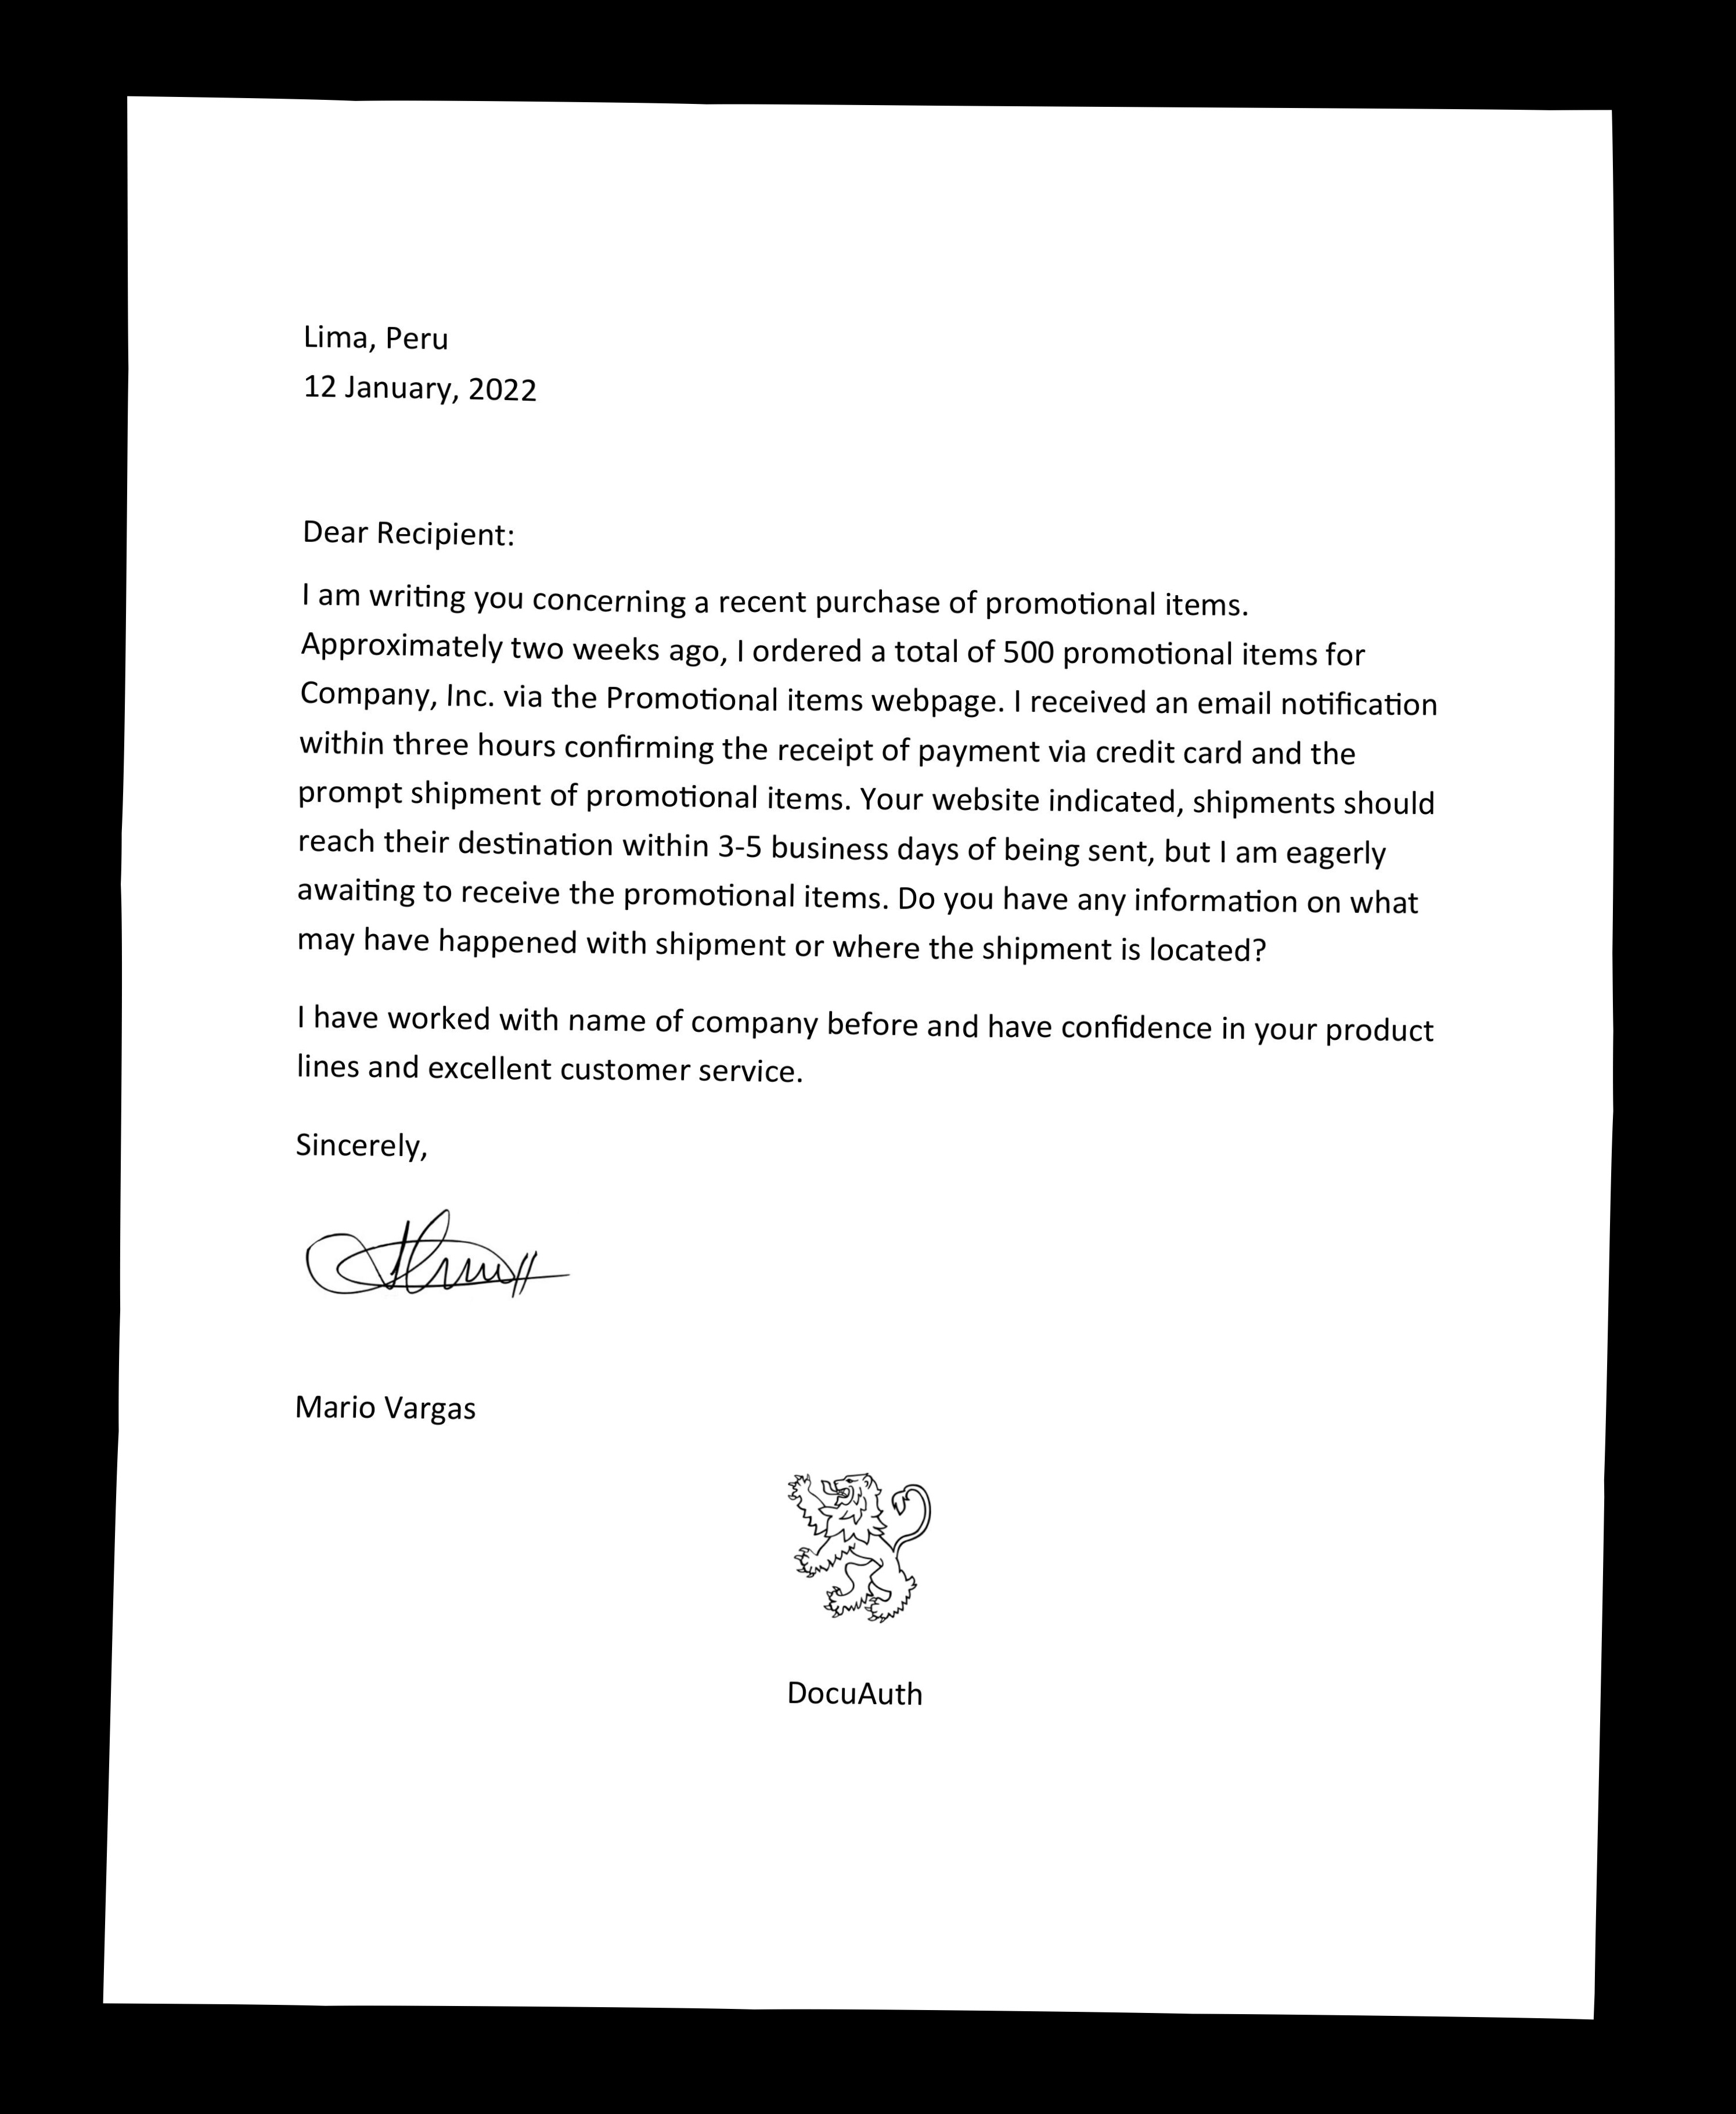 Lima, Peru
12 January, 2022
Dear Recipient:
I am writing you concerning a recent purchase of promotional items.
Approximately two weeks ago, I ordered a total of 500 promotional items for
Company, Inc. via the Promotional items webpage. I received an email notification
within three hours confirming the receipt of payment via credit card and the
prompt shipment of promotional items. Your website indicated, shipments should
reach their destination within 3-5 business days of being sent, but I am eagerly
awaiting to receive the promotional items. Do you have any information on what
may have happened with shipment or where the shipment is located?
I have worked with name of company before and have confidence in your product
lines and excellent customer service.
Sincerely,
Mario Vargas
DocuAuth